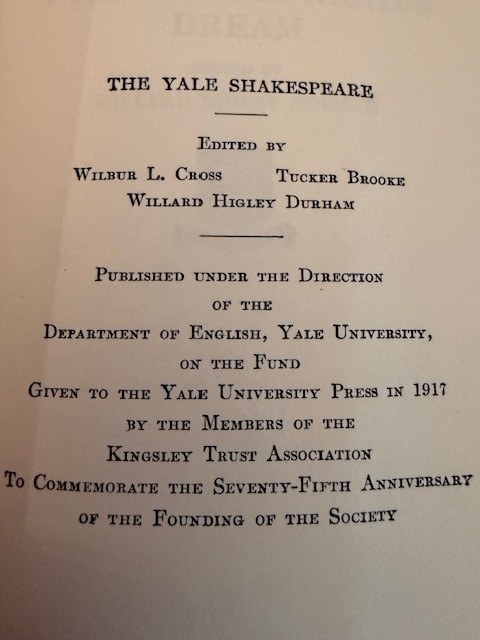 DREAM
THE YALE SHAKESPEARE
EDITED BY
WILBUR L. CROSS TUCKER BROOKE
WILLARD HIGLEY DURHAM
PUBLISHED UNDER THE DIRECTION
OF THE
DEPARTMENT OF ENGLISH, YALE UNIVERSITY,
ON THE FUND
GIVEN TO THE YALE UNIVERSITY PRESS IN 1917
BY THE MEMBERS OF THE
KINGSLEY TRUST ASSOCIATION
TO COMMEMORATE THE SEVENTY-FIFTH ANNIVERSARY
OF THE FOUNDING OF THE SOCIETY